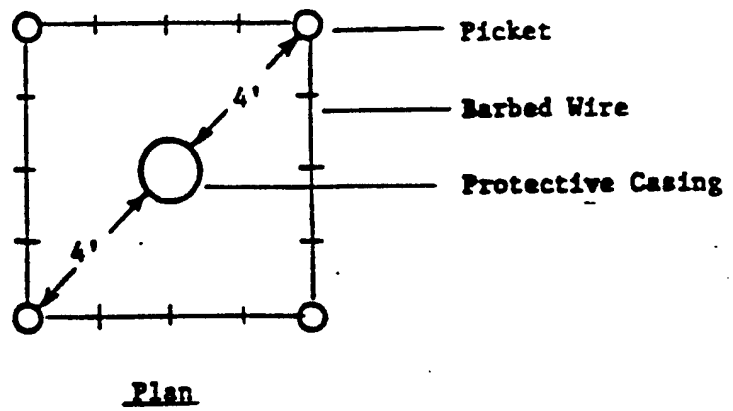 Picket
4'
Barbed Wire
Protective Casing
4'
Plan